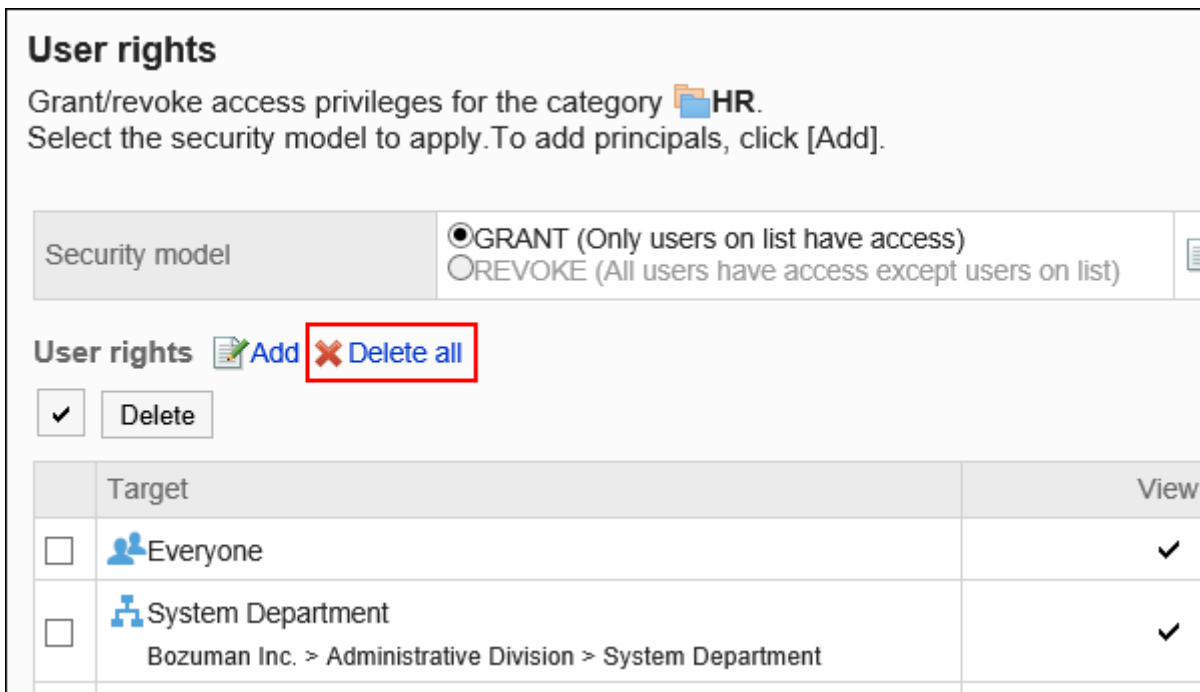 User rights
Grant/revoke access privileges for the category HR.
Select the security model to apply.To add principals, click [Add].
Security model
GRANT (Only users on list have access)
REVOKE (All users have access except users on list)
User rights Add Delete all
Delete
Target View
Everyone
System Department
Bozuman Inc. > Administrative Division > System Department